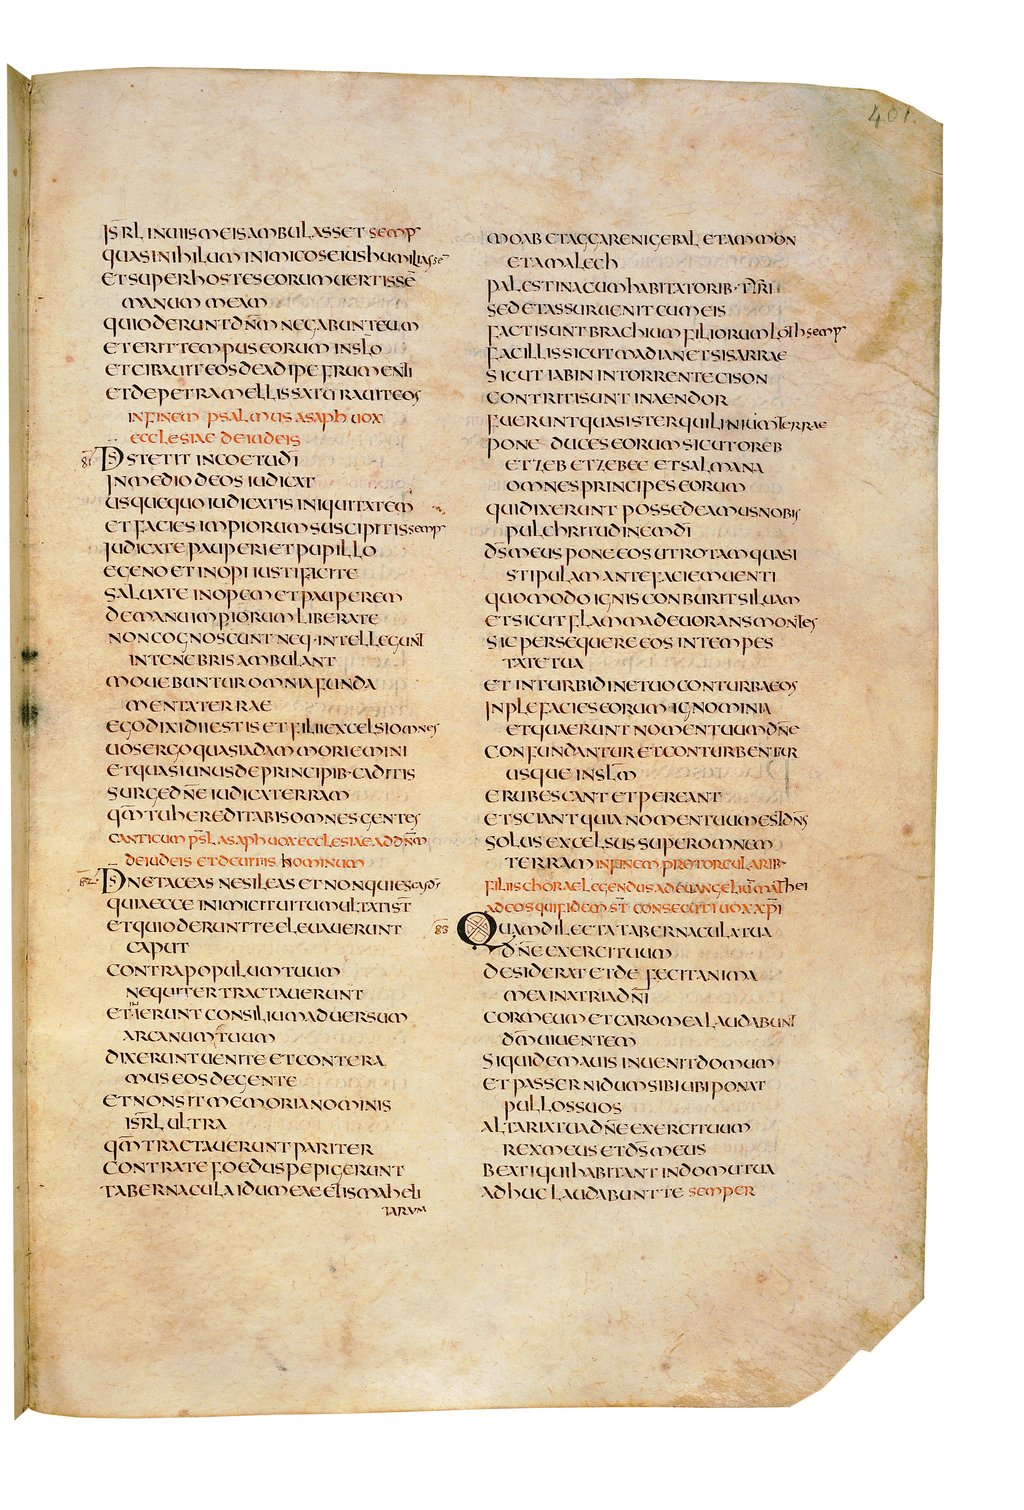 401.
ISRL INUIIS MEIS AMBULASSET semp
QUASI NIHILUM INIMICOS EIUS HUMILIASSE
ET SUPER HOSTES EORUM UERTISSE
MANUM MEAM
QUI ODERUNT DNM NEGABUNT EUM
ET ERIT TEMPUS EORUM IN SLO
ET CIBAUIT EOS DE ADIPE FRUMENTI
ET DE PETRA MELLIS SATURAUIT EOS
IN FINEM PSALMUS ASAPH UOX
ECCLESIAE DE IUDEIS
81 DS STETIT IN COETU DI
IN MEDIO DEOS IUDICAT
USQUEQUO IUDICATIS INIQUITATEM
ET FACIES IMPIORUM SUSCIPITIS semp
IUDICATE PAUPERI ET PUPILLO
EGENO ET INOPI IUSTE FACITE
SALUATE INOPEM ET PAUPEREM
DE MANU IMPIORUM LIBERATE
NON COGNOSCUNT NEQ· INTELLEGUNT
IN TENEBRIS AMBULANT
MOUEBUNTUR OMNIA FUNDA
MENTA TERRAE
EGO DIXI DII ESTIS ET FILII EXCELSI OMNES
UOS ERGO QUASI ADAM MORIEMINI
ET QUASI UNUS DE PRINCIPIB· CADITIS
SURGE DNE IUDICA TERRAM
QM TU HEREDITABIS OMNES GENTES
CANTICUM PSL ASAPH UOX ECCLESIAE AD DNM
DE IUDEIS ET DE UITIIS HOMINUM
82 DS NE TACEAS NE SILEAS ET NON QUIESCAS DS
QUIA ECCE INIMICI TUI TUMULTATI ST
ET QUI ODERUNT TE ELEUAUERUNT
CAPUT
CONTRA POPULUM TUUM
NEQUITER TRACTAUERUNT
ET INIERUNT CONSILIUM ADUERSUM
ARCANUM TUUM
DIXERUNT UENITE ET CONTERA
MUS EOS DE GENTE
ET NON SIT MEMORIA NOMINIS
ISRL ULTRA
QM TRACTAUERUNT PARITER
CONTRA TE FOEDUS PEPIGERUNT
TABERNACULA IDUMEAE ET ISMAHELI
TARUM
MOAB ET AGGARENI GEBAL ET AMMON
ET AMALECH
PALESTINA CUM HABITATORIB· TYRI
SED ET ASSUR UENIT CUM EIS
FACTI SUNT BRACHIUM FILIORUM LOTH semp
FAC ILLIS SICUT MADIAN ET SISARRAE
SICUT IABIN IN TORRENTE CISON
CONTRITI SUNT IN AENDOR
FUERUNT QUASI STERQUILINIUM TERRAE
PONE DUCES EORUM SICUT OREB
ET ZEB ET ZEBEE ET SALMANA
OMNES PRINCIPES EORUM
QUI DIXERUNT POSSEDEAMUS NOBIS
PULCHRITUDINEM DI
DS MEUS PONE EOS UT ROTAM QUASI
STIPULAM ANTE FACIEM UENTI
QUOMODO IGNIS CONBURIT SILUAM
ET SICUT FLAMMA DEUORANS MONTES
SIC PERSEQUERE EOS IN TEMPES
TATE TUA
ET IN TURBIDINE TUO CONTURBA EOS
INPLE FACIES EORUM IGNOMINIA
ET QUAERUNT NOMEN TUUM DNE
CONFUNDANTUR ET CONTURBENTUR
USQUE IN SLM
ERUBESCANT ET PEREANT
ET SCIANT QUIA NOMEN TUUM EST DNS
SOLUS EXCELSUS SUPER OMNEM
TERRAM IN FINEM PRO TORCULARIB·
FILIIS CHORAE LEGENDUS AD EUANGELIUM MATHEI
AD EOS QUI FIDEM ST CONSECUTI UOX XPI
83 QUAM DILECTA TABERNACULA TUA
DNE EXERCITUUM
DESIDERAT ET DEFECIT ANIMA
MEA IN ATRIA DNI
COR MEUM ET CARO MEA LAUDABUNT
DM UIUENTEM
SIQUIDEM AUIS INUENIT DOMUM
ET PASSER NIDUM SIBI UBI PONAT
PULLOS SUOS
ALTARIA TUA DNE EXERCITUUM
REX MEUS ET DS MEUS
BEATI QUI HABITANT IN DOMU TUA
ADHUC LAUDABUNT TE semper